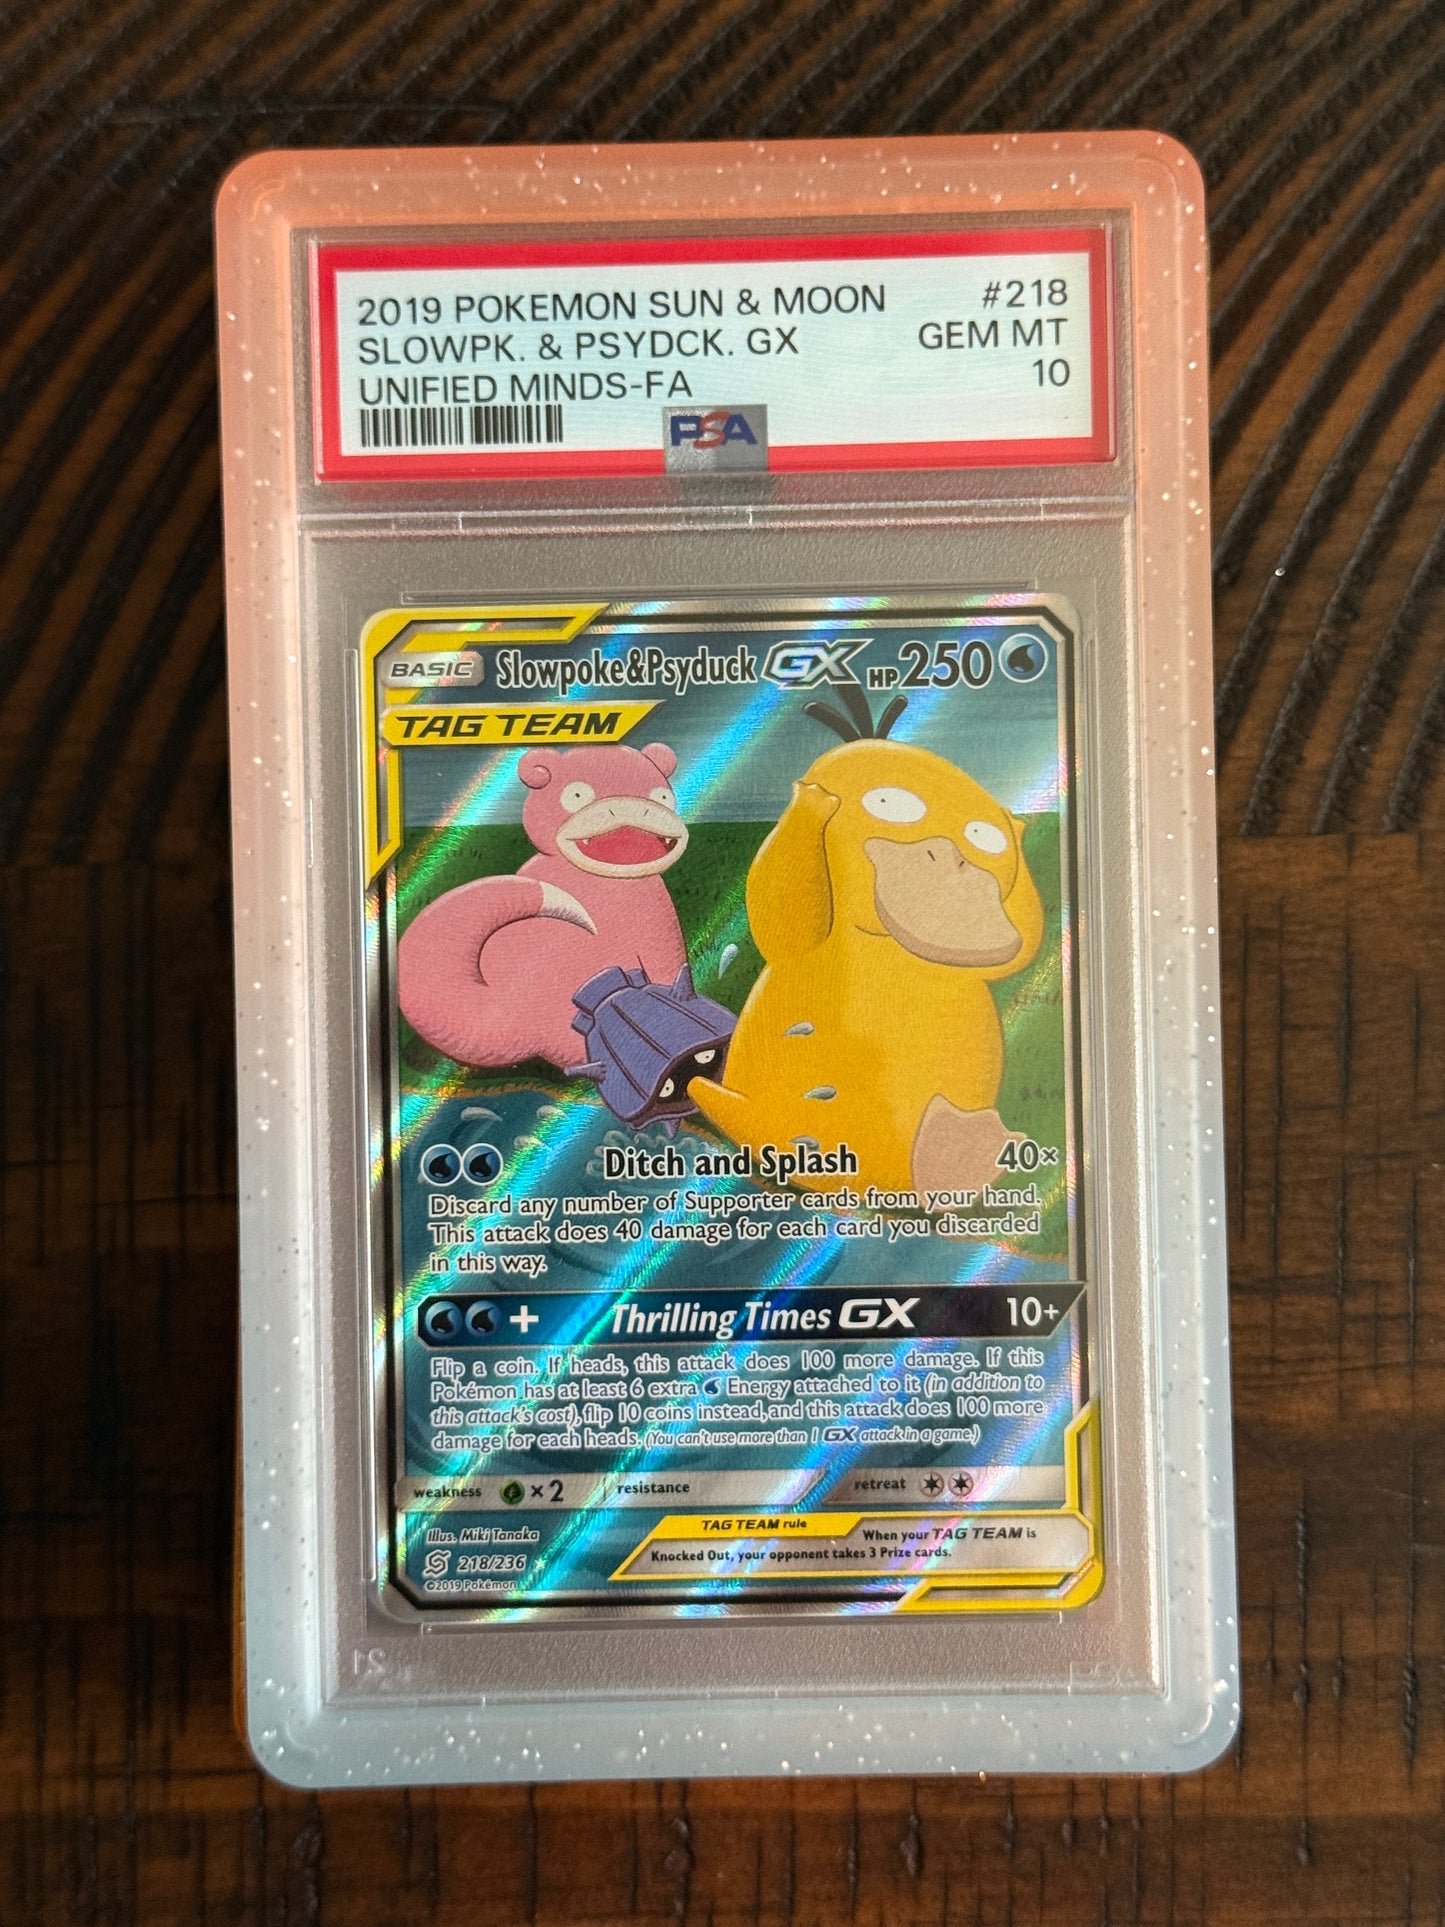 2019 POKEMON SUN & MOON #218
SLOWPK. & PSYDCK. GX GEM MT
UNIFIED MINDS-FA 10
PSA
BASIC Slowpoke&Psyduck GX HP 250
TAG TEAM
Ditch and Splash 40×
Discard any number of Supporter cards from your hand.
This attack does 40 damage for each card you discarded
in this way.
+ Thrilling Times GX 10+
Flip a coin. If heads, this attack does 100 more damage. If this
Pokémon has at least 6 extra Energy attached to it (in addition to
this attack's cost), flip 10 coins instead, and this attack does 100 more
damage for each heads. (You can't use more than 1 GX attack in a game.)
weakness ×2 resistance retreat
Illus. Miki Tanaka
218/236
©2019 Pokémon
TAG TEAM rule When your TAG TEAM is
Knocked Out, your opponent takes 3 Prize cards.